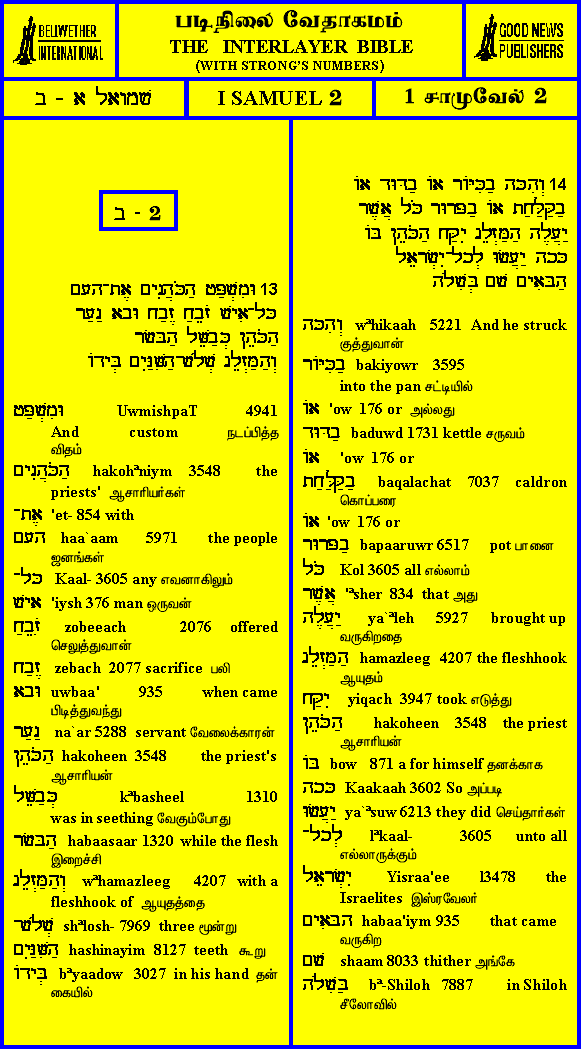 BELLWETHER
INTERNATIONAL
படிநிலை வேதாகமம்
THE INTERLAYER BIBLE
(WITH STRONG'S NUMBERS)
GOOD NEWS
PUBLISHERS
שמואל א - ב
I SAMUEL 2
1 சாமுவேல் 2
2 - ב
13 וּמִשְׁפַּט הַכֹּהֲנִים אֶת־הָעָם
כָּל־אִישׁ זֹבֵחַ זֶבַח וּבָא נַעַר
הַכֹּהֵן כְּבַשֵּׁל הַבָּשָׂר
וְהַמַּזְלֵג שְׁלֹשׁ־הַשִּׁנַּיִם בְּיָדוֹ
וּמִשְׁפַּט UwmishpaT 4941
And custom நடப்பித்த
விதம்
הַכֹּהֲנִים hakohªniym 3548 the
priests' ஆசாரியர்கள்
אֶת־ 'et- 854 with
הָעָם haa`aam 5971 the people
ஜனங்கள்
כָּל־ Kaal- 3605 any எவனாகிலும்
אִישׁ 'iysh 376 man ஒருவன்
זֹבֵחַ zobeeach 2076 offered
செலுத்துவான்
זֶבַח zebach 2077 sacrifice பலி
וּבָא uwbaa' 935 when came
பிடித்துவந்து
נַעַר na`ar 5288 servant வேலைக்காரன்
הַכֹּהֵן hakoheen 3548 the priest's
ஆசாரியன்
כְּבַשֵּׁל kªbasheel 1310
was in seething வேகும்போது
הַבָּשָׂר habaasaar 1320 while the flesh
இறைச்சி
וְהַמַּזְלֵג wªhamazleeg 4207 with a
fleshhook of ஆயுதத்தை
שְׁלֹשׁ shªlosh- 7969 three மூன்று
הַשִּׁנַּיִם hashinayim 8127 teeth கூறு
בְּיָדוֹ bªyaadow 3027 in his hand தன்
கையில்
14 וְהִכָּה בַכִּיּוֹר אוֹ בַדּוּד אוֹ
בַקַּלַּחַת אוֹ בַפָּרוּר כֹּל אֲשֶׁר
יַעֲלֶה הַמַּזְלֵג יִקַּח הַכֹּהֵן בּוֹ
כָּכָה יַעֲשׂוּ לְכָל־יִשְׂרָאֵל
הַבָּאִים שָׁם בְּשִׁלֹה
וְהִכָּה wªhikaah 5221 And he struck
குத்துவான்
בַכִּיּוֹר bakiyowr 3595
into the pan சட்டியில்
אוֹ 'ow 176 or அல்லது
בַדּוּד baduwd 1731 kettle சருவம்
אוֹ 'ow 176 or
בַקַּלַּחַת baqalachat 7037 caldron
கொப்பரை
אוֹ 'ow 176 or
בַפָּרוּר bapaaruwr 6517 pot பானை
כֹּל Kol 3605 all எல்லாம்
אֲשֶׁר 'ªsher 834 that அது
יַעֲלֶה ya`ªleh 5927 brought up
வருகிறதை
הַמַּזְלֵג hamazleeg 4207 the fleshhook
ஆயுதம்
יִקַּח yiqach 3947 took எடுத்து
הַכֹּהֵן hakoheen 3548 the priest
ஆசாரியன்
בּוֹ bow 871 a for himself தனக்காக
כָּכָה Kaakaah 3602 So அப்படி
יַעֲשׂוּ ya`ªsuw 6213 they did செய்தார்கள்
לְכָל־ lªkaal- 3605 unto all
எல்லாருக்கும்
יִשְׂרָאֵל Yisraa'ee l3478 the
Israelites இஸ்ரவேலர்
הַבָּאִים habaa'iym 935 that came
வருகிற
שָׁם shaam 8033 thither அங்கே
בְּשִׁלֹה bª-Shiloh 7887 in Shiloh
சீலோவில்